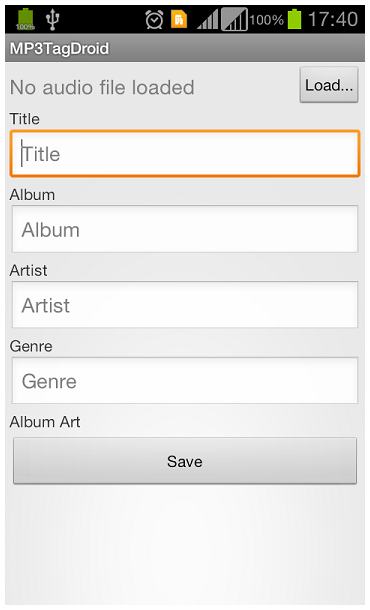 100% 100% 17:40
MP3TagDroid
No audio file loaded Load...
Title
Title
Album
Album
Artist
Artist
Genre
Genre
Album Art
Save